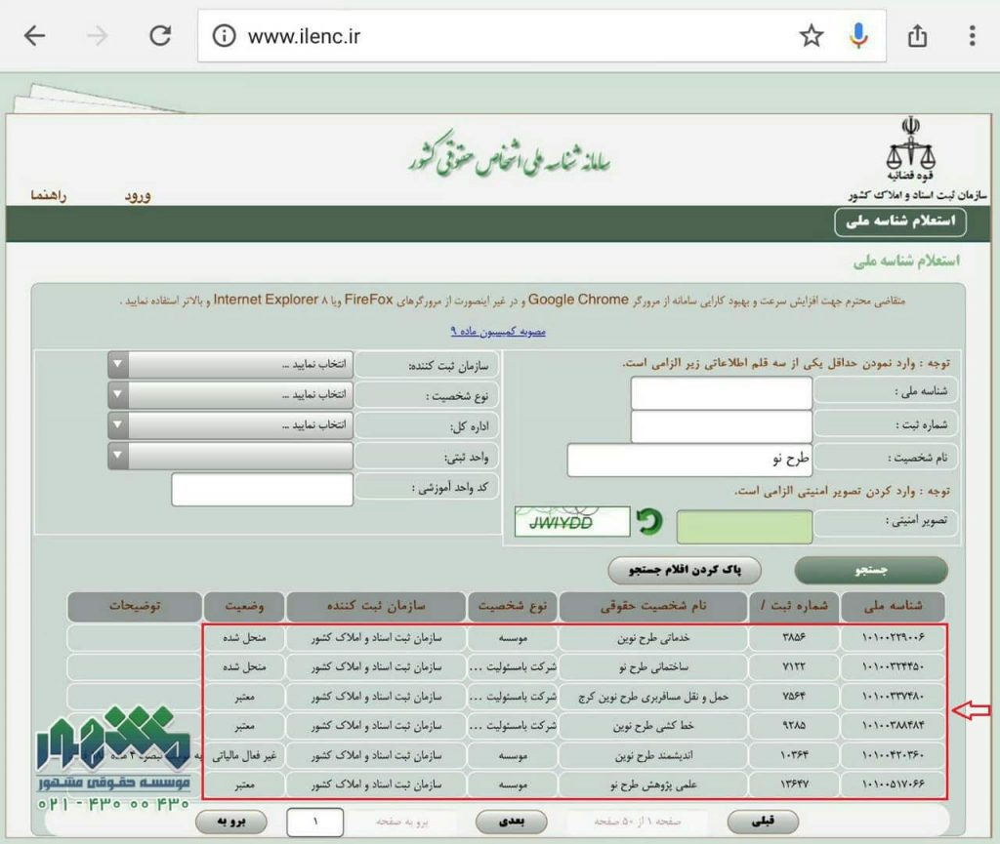 www.ilenc.ir
قوه قضائیه
سازمان ثبت اسناد و املاک کشور
سامانه شناسه ملی اشخاص حقوقی کشور
ورود
راهنما
استعلام شناسه ملی
استعلام شناسه ملی
متقاضی محترم جهت افزایش سرعت و بهبود کارایی سامانه از مرورگر Google Chrome و در غیر اینصورت از مرورگرهای FireFox ویا Internet Explorer ۸ و بالاتر استفاده نمایید .
مصوبه کمیسیون ماده ۹
توجه : وارد نمودن حداقل یکی از سه قلم اطلاعاتی زیر الزامی است.
شناسه ملی :
شماره ثبت :
نام شخصیت : طرح نو
توجه : وارد کردن تصویر امنیتی الزامی است.
تصویر امنیتی : JWIYDD
سازمان ثبت کننده: انتخاب نمایید ...
نوع شخصیت : انتخاب نمایید ...
اداره کل: انتخاب نمایید ...
واحد ثبتی:
کد واحد آموزشی :
جستجو پاک کردن اقلام جستجو
شناسه ملی شماره ثبت / نام شخصیت حقوقی نوع شخصیت سازمان ثبت کننده وضعیت توضیحات
۱۰۱۰۰۲۲۹۰۰۶ ۳۸۵۶ خدماتی طرح نوین موسسه سازمان ثبت اسناد و املاک کشور منحل شده
۱۰۱۰۰۳۲۴۴۵۰ ۷۱۲۲ ساختمانی طرح نو شرکت بامسئولیت ... سازمان ثبت اسناد و املاک کشور منحل شده
۱۰۱۰۰۳۳۷۴۸۰ ۷۵۶۴ حمل و نقل مسافربری طرح نوین کرج شرکت بامسئولیت ... سازمان ثبت اسناد و املاک کشور معتبر
۱۰۱۰۰۳۸۸۴۸۴ ۹۲۸۵ خط کشی طرح نوین شرکت بامسئولیت ... سازمان ثبت اسناد و املاک کشور معتبر
۱۰۱۰۰۴۲۰۳۶۰ ۱۰۳۶۴ اندیشمند طرح نوین موسسه سازمان ثبت اسناد و املاک کشور غیر فعال مالیاتی به تبصره ۴ ماده
۱۰۱۰۰۵۱۷۰۶۶ ۱۳۶۴۷ علمی پژوهش طرح نو موسسه سازمان ثبت اسناد و املاک کشور معتبر
قبلی صفحه ۱ از ۵۰ صفحه بعدی برو به صفحه ۱ برو به
مشهور
موسسه حقوقی مشهور
۰۲۱ - ۴۳۰ ۰۰ ۴۳۰